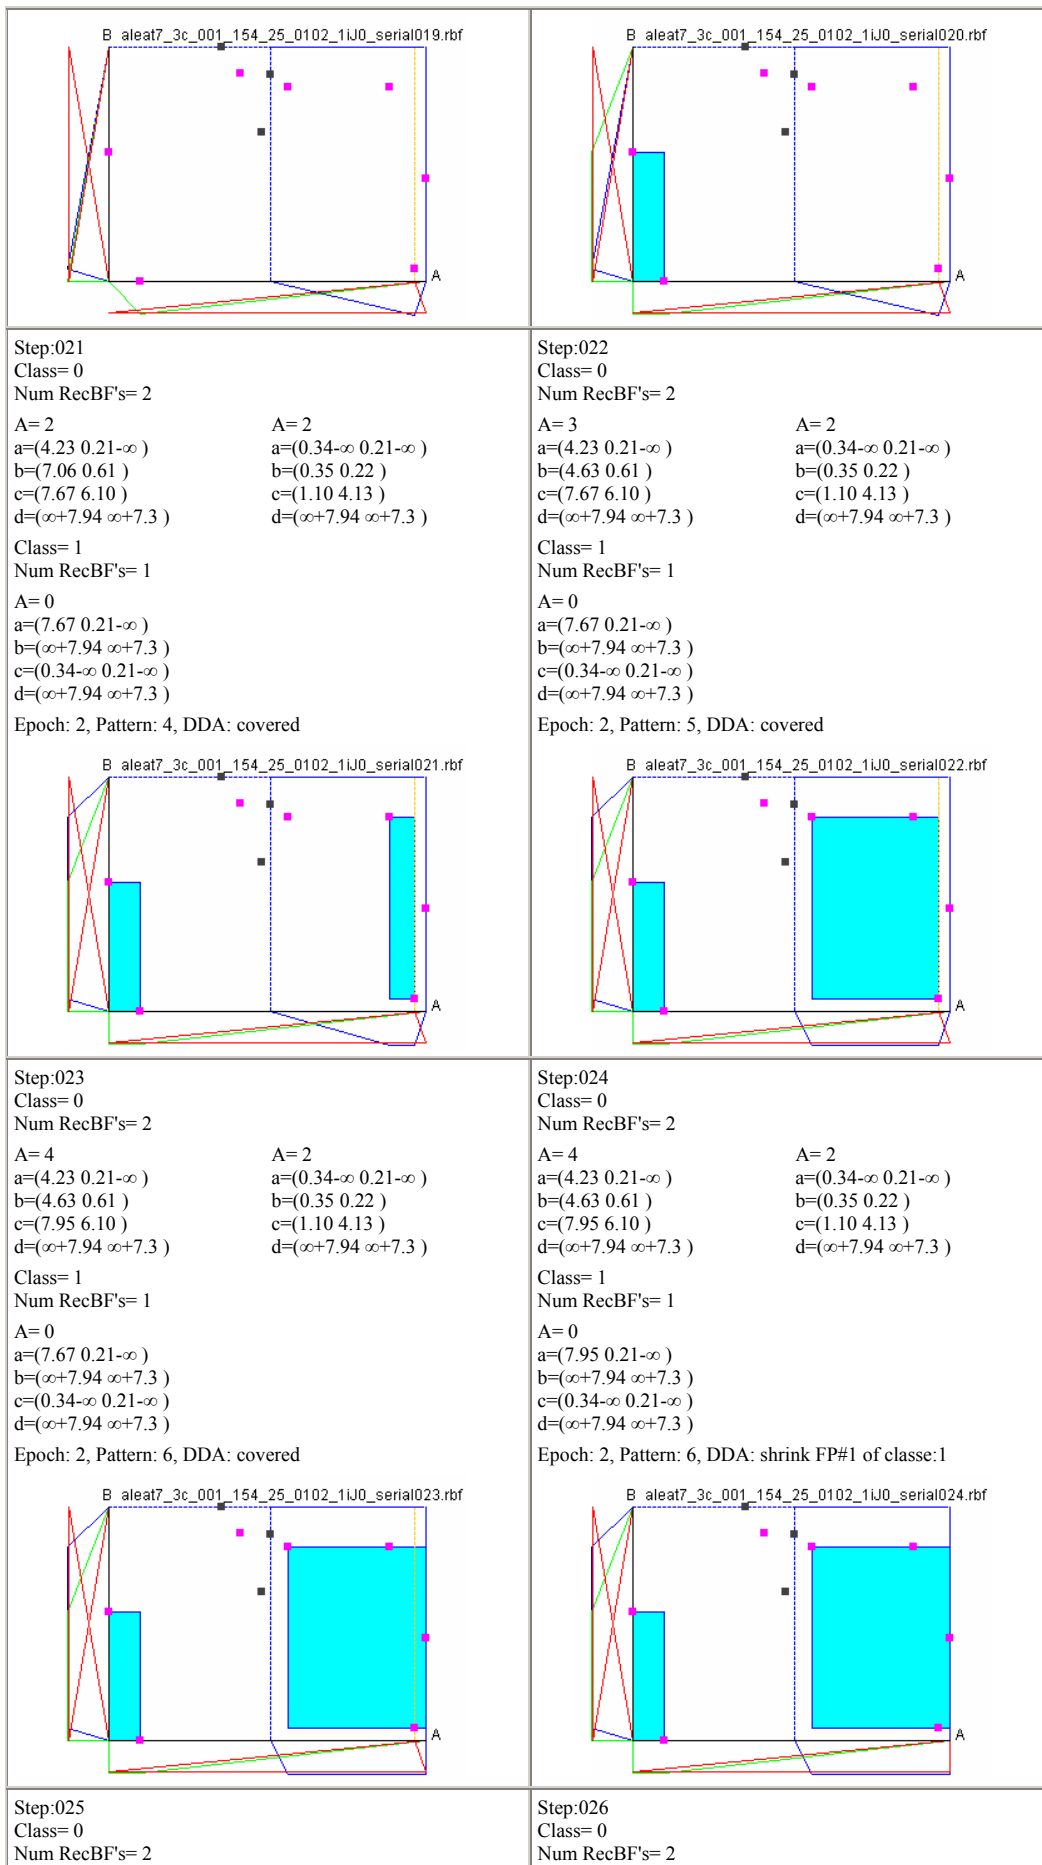 B aleat7_3c_001_154_25_0102_1iJ0_serial019.rbf
A
B aleat7_3c_001_154_25_0102_1iJ0_serial020.rbf
A
Step:021
Class= 0
Num RecBF's= 2
A= 2 A= 2
a=(4.23 0.21-∞ ) a=(0.34-∞ 0.21-∞ )
b=(7.06 0.61 ) b=(0.35 0.22 )
c=(7.67 6.10 ) c=(1.10 4.13 )
d=(∞+7.94 ∞+7.3 ) d=(∞+7.94 ∞+7.3 )
Class= 1
Num RecBF's= 1
A= 0
a=(7.67 0.21-∞ )
b=(∞+7.94 ∞+7.3 )
c=(0.34-∞ 0.21-∞ )
d=(∞+7.94 ∞+7.3 )
Epoch: 2, Pattern: 4, DDA: covered
B aleat7_3c_001_154_25_0102_1iJ0_serial021.rbf
A
Step:022
Class= 0
Num RecBF's= 2
A= 3 A= 2
a=(4.23 0.21-∞ ) a=(0.34-∞ 0.21-∞ )
b=(4.63 0.61 ) b=(0.35 0.22 )
c=(7.67 6.10 ) c=(1.10 4.13 )
d=(∞+7.94 ∞+7.3 ) d=(∞+7.94 ∞+7.3 )
Class= 1
Num RecBF's= 1
A= 0
a=(7.67 0.21-∞ )
b=(∞+7.94 ∞+7.3 )
c=(0.34-∞ 0.21-∞ )
d=(∞+7.94 ∞+7.3 )
Epoch: 2, Pattern: 5, DDA: covered
B aleat7_3c_001_154_25_0102_1iJ0_serial022.rbf
A
Step:023
Class= 0
Num RecBF's= 2
A= 4 A= 2
a=(4.23 0.21-∞ ) a=(0.34-∞ 0.21-∞ )
b=(4.63 0.61 ) b=(0.35 0.22 )
c=(7.95 6.10 ) c=(1.10 4.13 )
d=(∞+7.94 ∞+7.3 ) d=(∞+7.94 ∞+7.3 )
Class= 1
Num RecBF's= 1
A= 0
a=(7.67 0.21-∞ )
b=(∞+7.94 ∞+7.3 )
c=(0.34-∞ 0.21-∞ )
d=(∞+7.94 ∞+7.3 )
Epoch: 2, Pattern: 6, DDA: covered
B aleat7_3c_001_154_25_0102_1iJ0_serial023.rbf
A
Step:024
Class= 0
Num RecBF's= 2
A= 4 A= 2
a=(4.23 0.21-∞ ) a=(0.34-∞ 0.21-∞ )
b=(4.63 0.61 ) b=(0.35 0.22 )
c=(7.95 6.10 ) c=(1.10 4.13 )
d=(∞+7.94 ∞+7.3 ) d=(∞+7.94 ∞+7.3 )
Class= 1
Num RecBF's= 1
A= 0
a=(7.95 0.21-∞ )
b=(∞+7.94 ∞+7.3 )
c=(0.34-∞ 0.21-∞ )
d=(∞+7.94 ∞+7.3 )
Epoch: 2, Pattern: 6, DDA: shrink FP#1 of classe:1
B aleat7_3c_001_154_25_0102_1iJ0_serial024.rbf
A
Step:025
Class= 0
Num RecBF's= 2
Step:026
Class= 0
Num RecBF's= 2